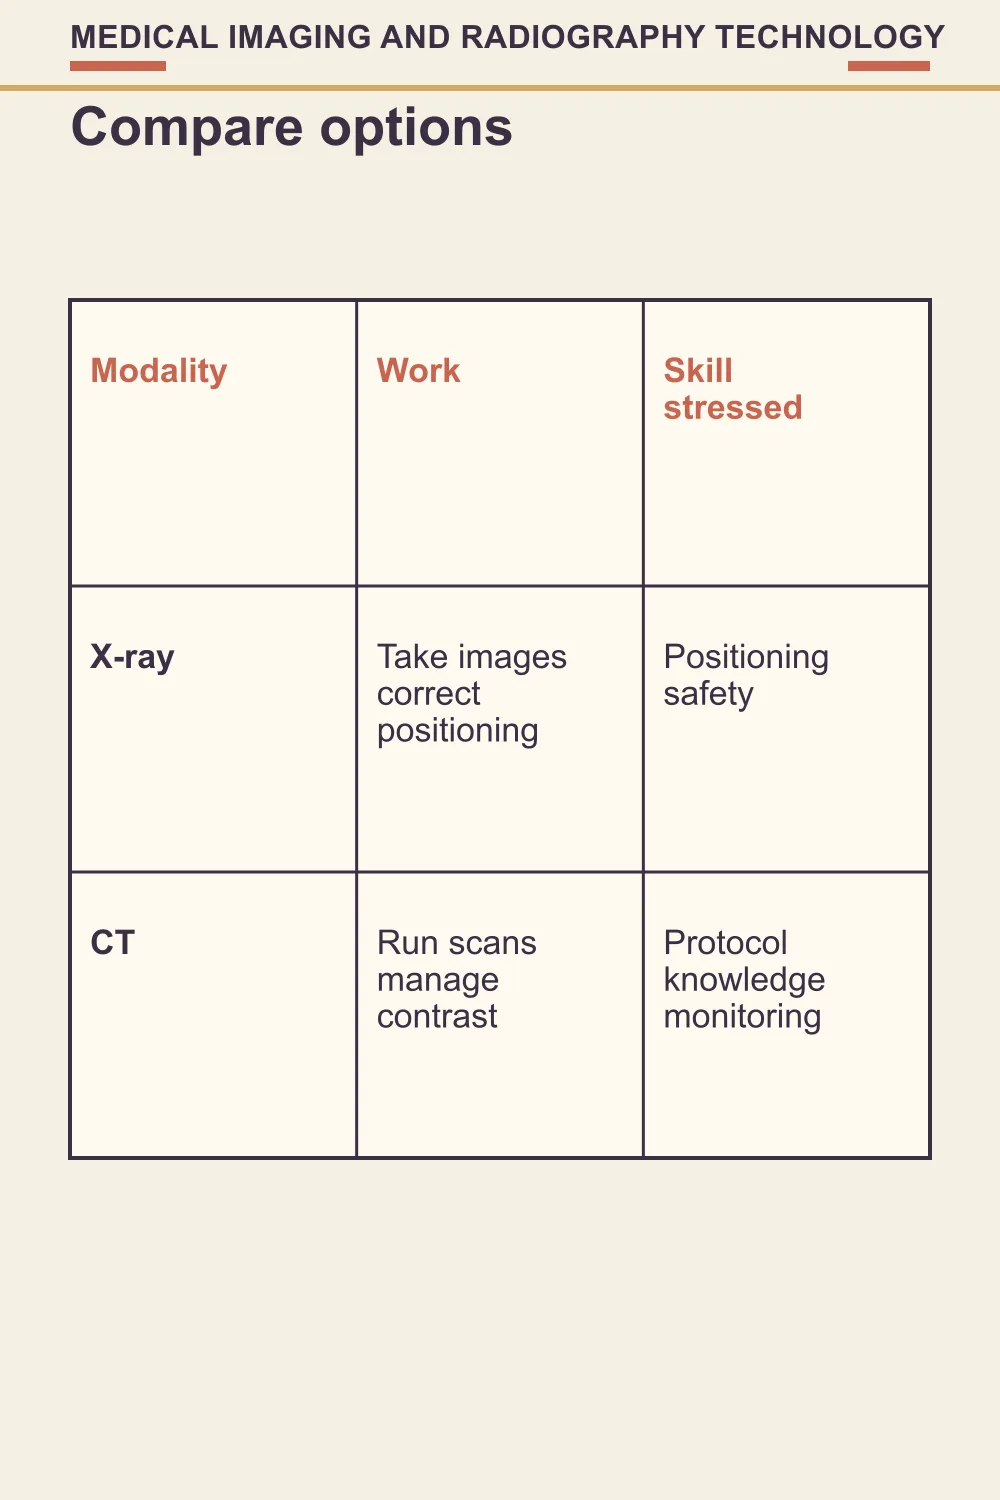 MEDICAL IMAGING AND RADIOGRAPHY TECHNOLOGY
Compare options
Modality
Work
Skill
stressed
X-ray
Take images
correct
positioning
Positioning
safety
CT
Run scans
manage
contrast
Protocol
knowledge
monitoring